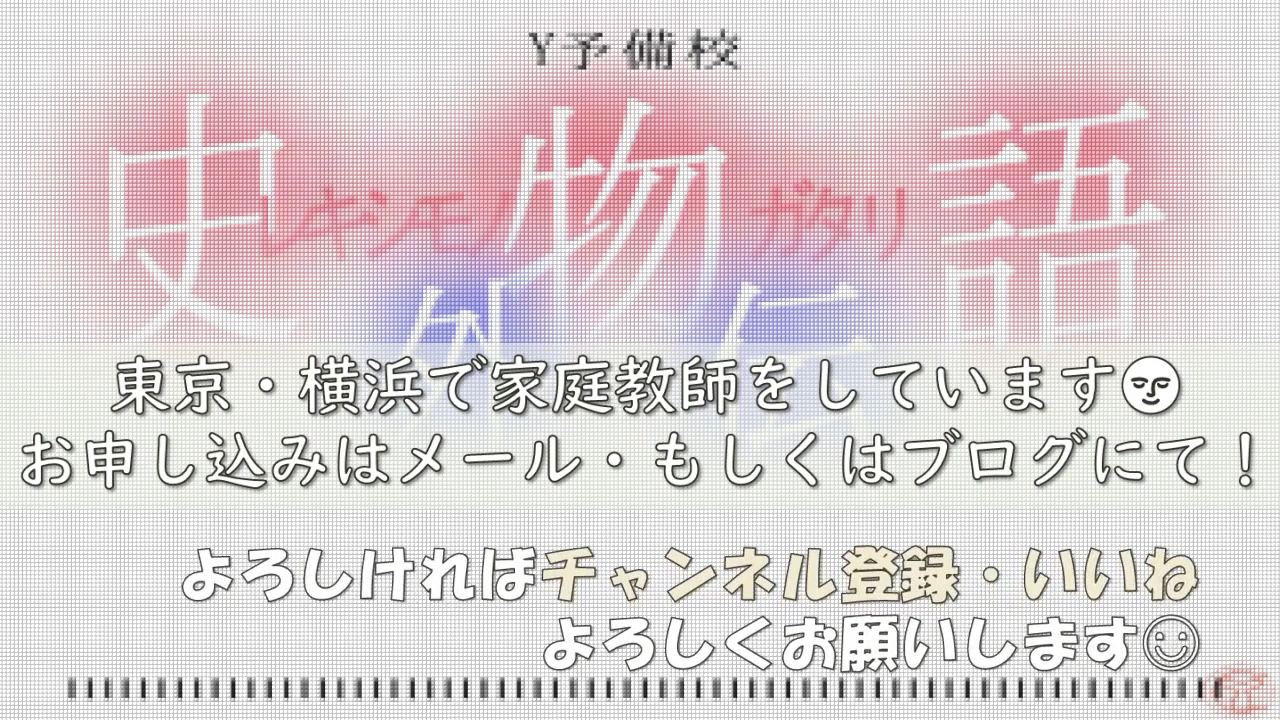 Y予備校
史物語
レキシモノガタリ
外伝
東京・横浜で家庭教師をしています🌚
お申し込みはメール・もしくはブログにて！
よろしければチャンネル登録・いいね
よろしくお願いします☺